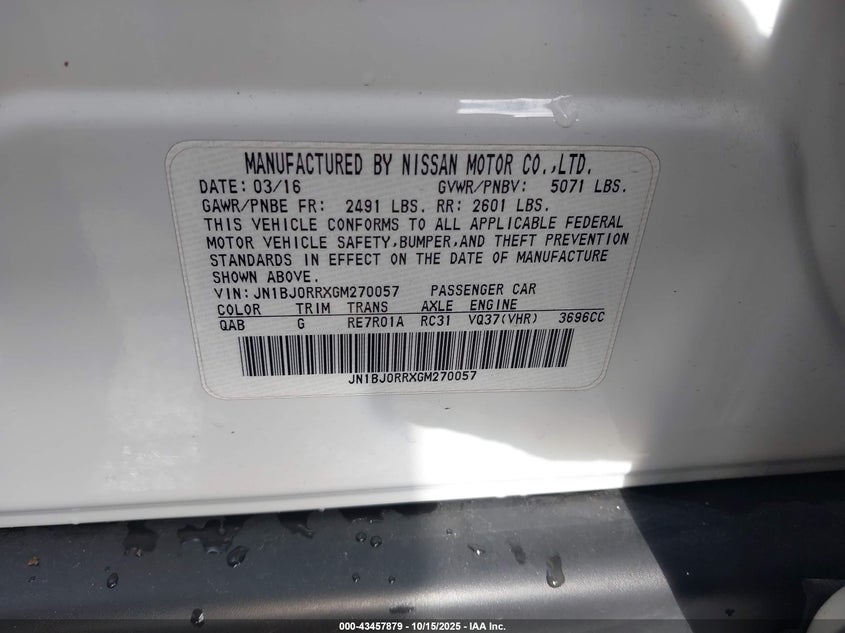 MANUFACTURED BY NISSAN MOTOR CO.,LTD.
DATE: 03/16 GVWR/PNBV: 5071 LBS.
GAWR/PNBE FR: 2491 LBS. RR: 2601 LBS.
THIS VEHICLE CONFORMS TO ALL APPLICABLE FEDERAL
MOTOR VEHICLE SAFETY,BUMPER,AND THEFT PREVENTION
STANDARDS IN EFFECT ON THE DATE OF MANUFACTURE
SHOWN ABOVE.
VIN: JN1BJ0RRXGM270057 PASSENGER CAR
COLOR TRIM TRANS AXLE ENGINE
QAB G RE7R01A RC31 VQ37(VHR) 3696CC
JN1BJ0RRXGM270057
000-43457879 - 10/15/2025 - IAA Inc.